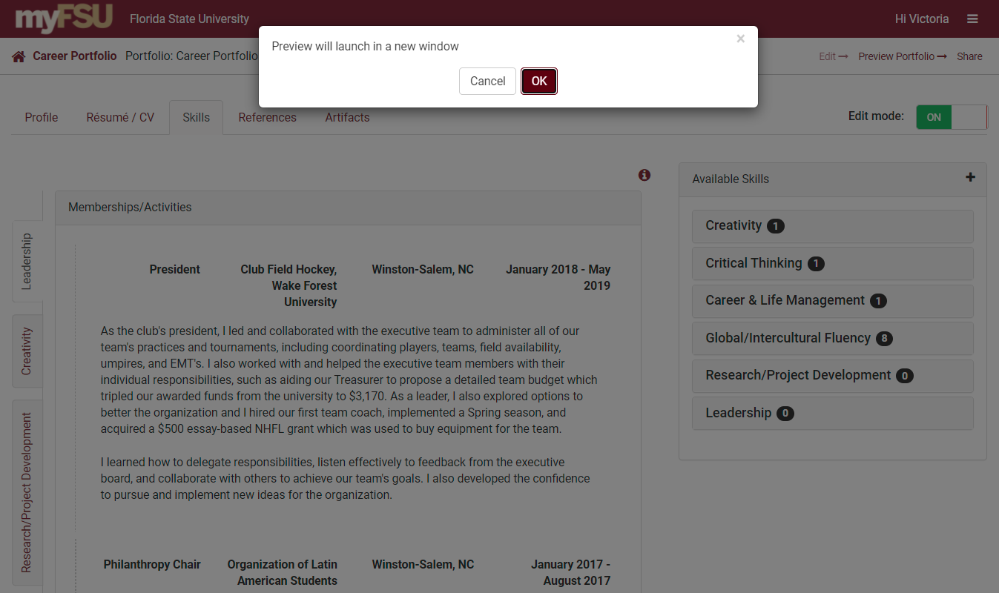 myFSU Florida State University Hi Victoria
Preview will launch in a new window ×
Cancel OK
Career Portfolio Portfolio: Career Portfolio Edit Preview Portfolio Share
Profile Résumé / CV Skills References Artifacts Edit mode: ON
Leadership
Creativity
Research/Project Development
Memberships/Activities
President Club Field Hockey, Winston-Salem, NC January 2018 - May
Wake Forest 2019
University
As the club's president, I led and collaborated with the executive team to administer all of our
team's practices and tournaments, including coordinating players, teams, field availability,
umpires, and EMT's. I also worked with and helped the executive team members with their
individual responsibilities, such as aiding our Treasurer to propose a detailed team budget which
tripled our awarded funds from the university to $3,170. As a leader, I also explored options to
better the organization and I hired our first team coach, implemented a Spring season, and
acquired a $500 essay-based NHFL grant which was used to buy equipment for the team.
I learned how to delegate responsibilities, listen effectively to feedback from the executive
board, and collaborate with others to achieve our team's goals. I also developed the confidence
to pursue and implement new ideas for the organization.
Philanthropy Chair Organization of Latin Winston-Salem, NC January 2017 -
American Students August 2017
Available Skills
Creativity 1
Critical Thinking 1
Career & Life Management 1
Global/Intercultural Fluency 8
Research/Project Development 0
Leadership 0